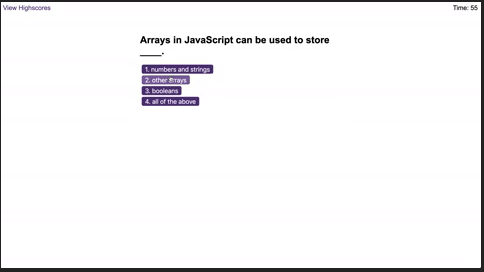 View Highscores
Time: 55
Arrays in JavaScript can be used to store
____.
1. numbers and strings
2. other arrays
3. booleans
4. all of the above